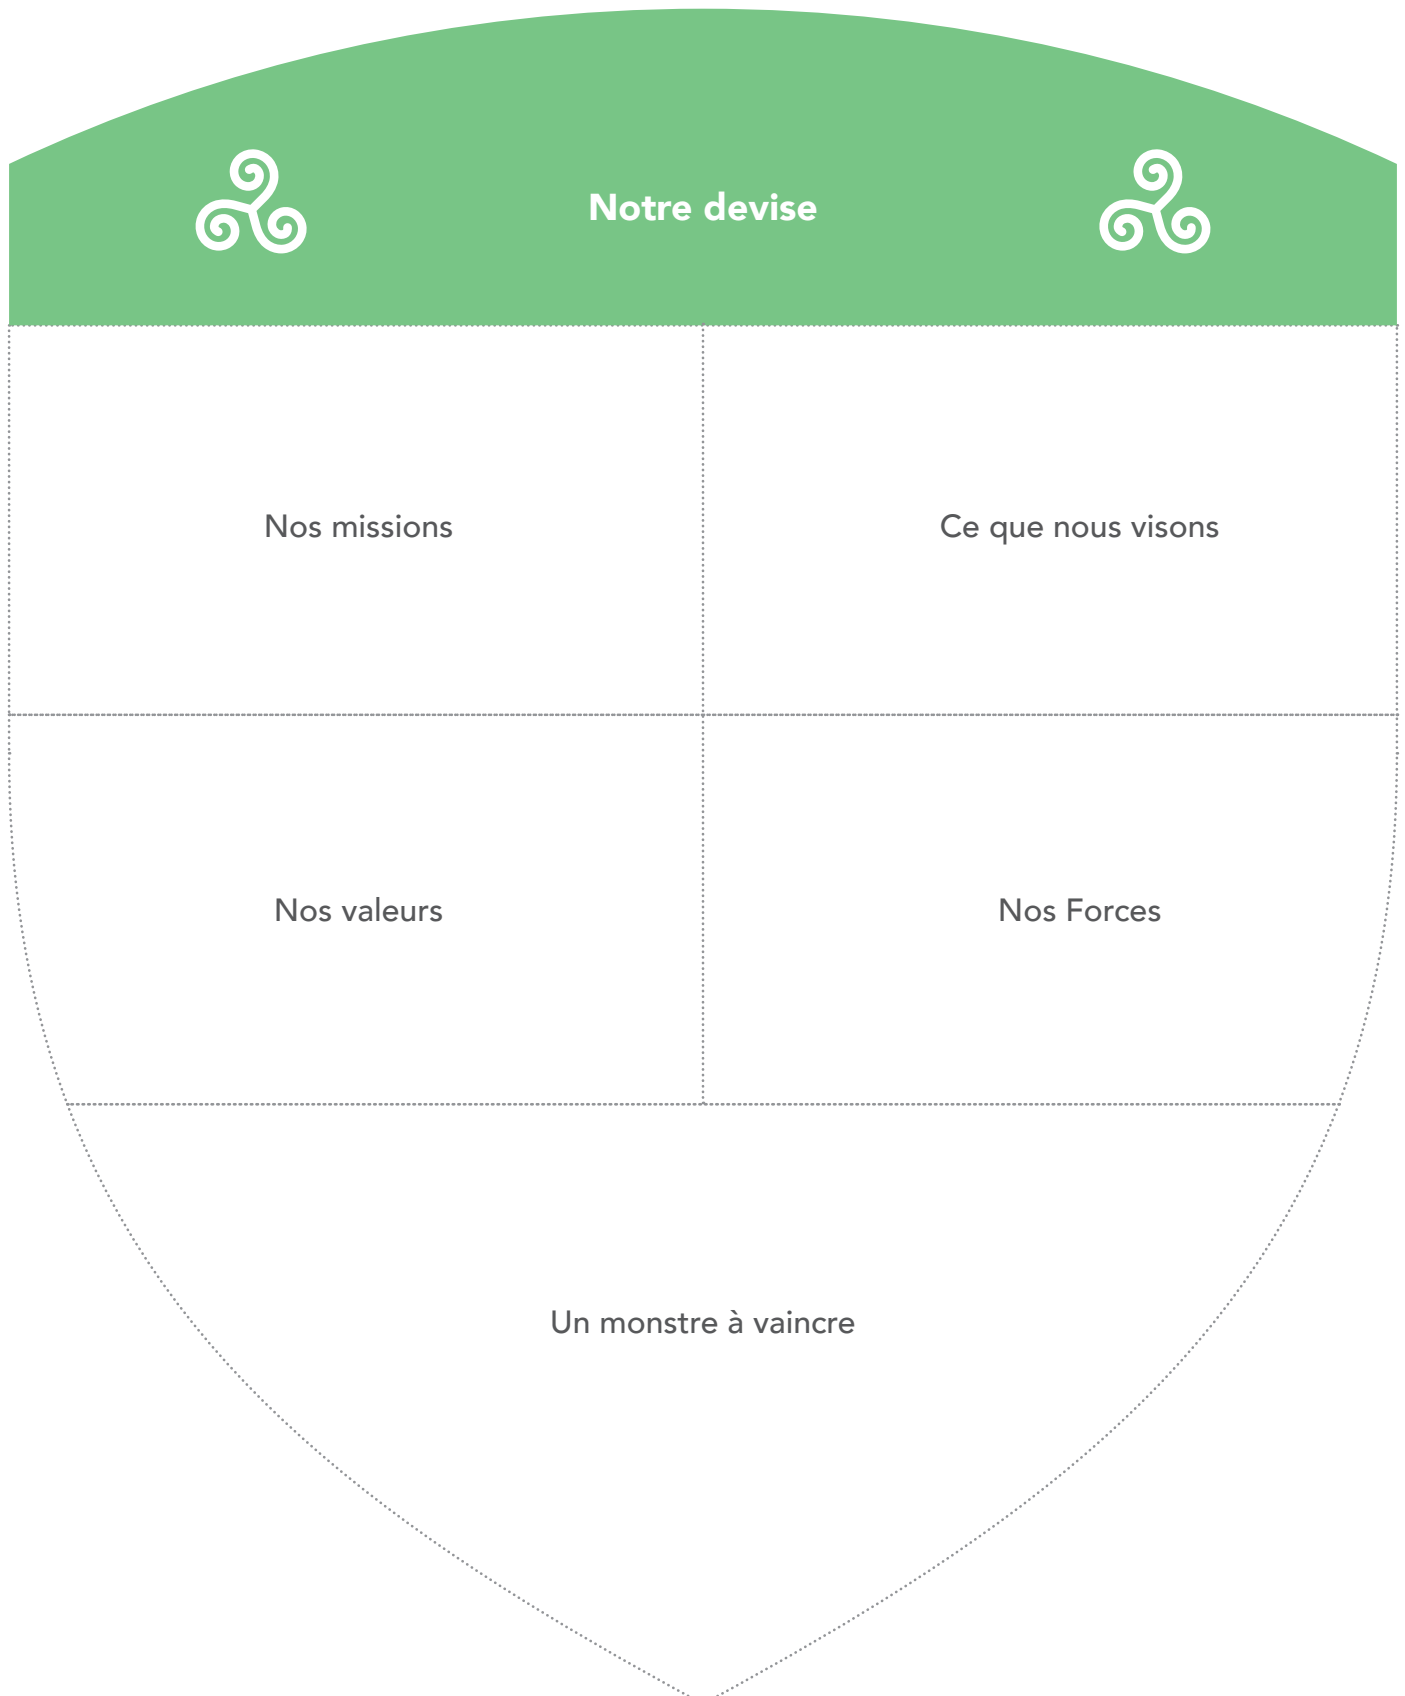 Notre devise
Nos missions
Ce que nous visons
Nos valeurs
Nos Forces
Un monstre à vaincre